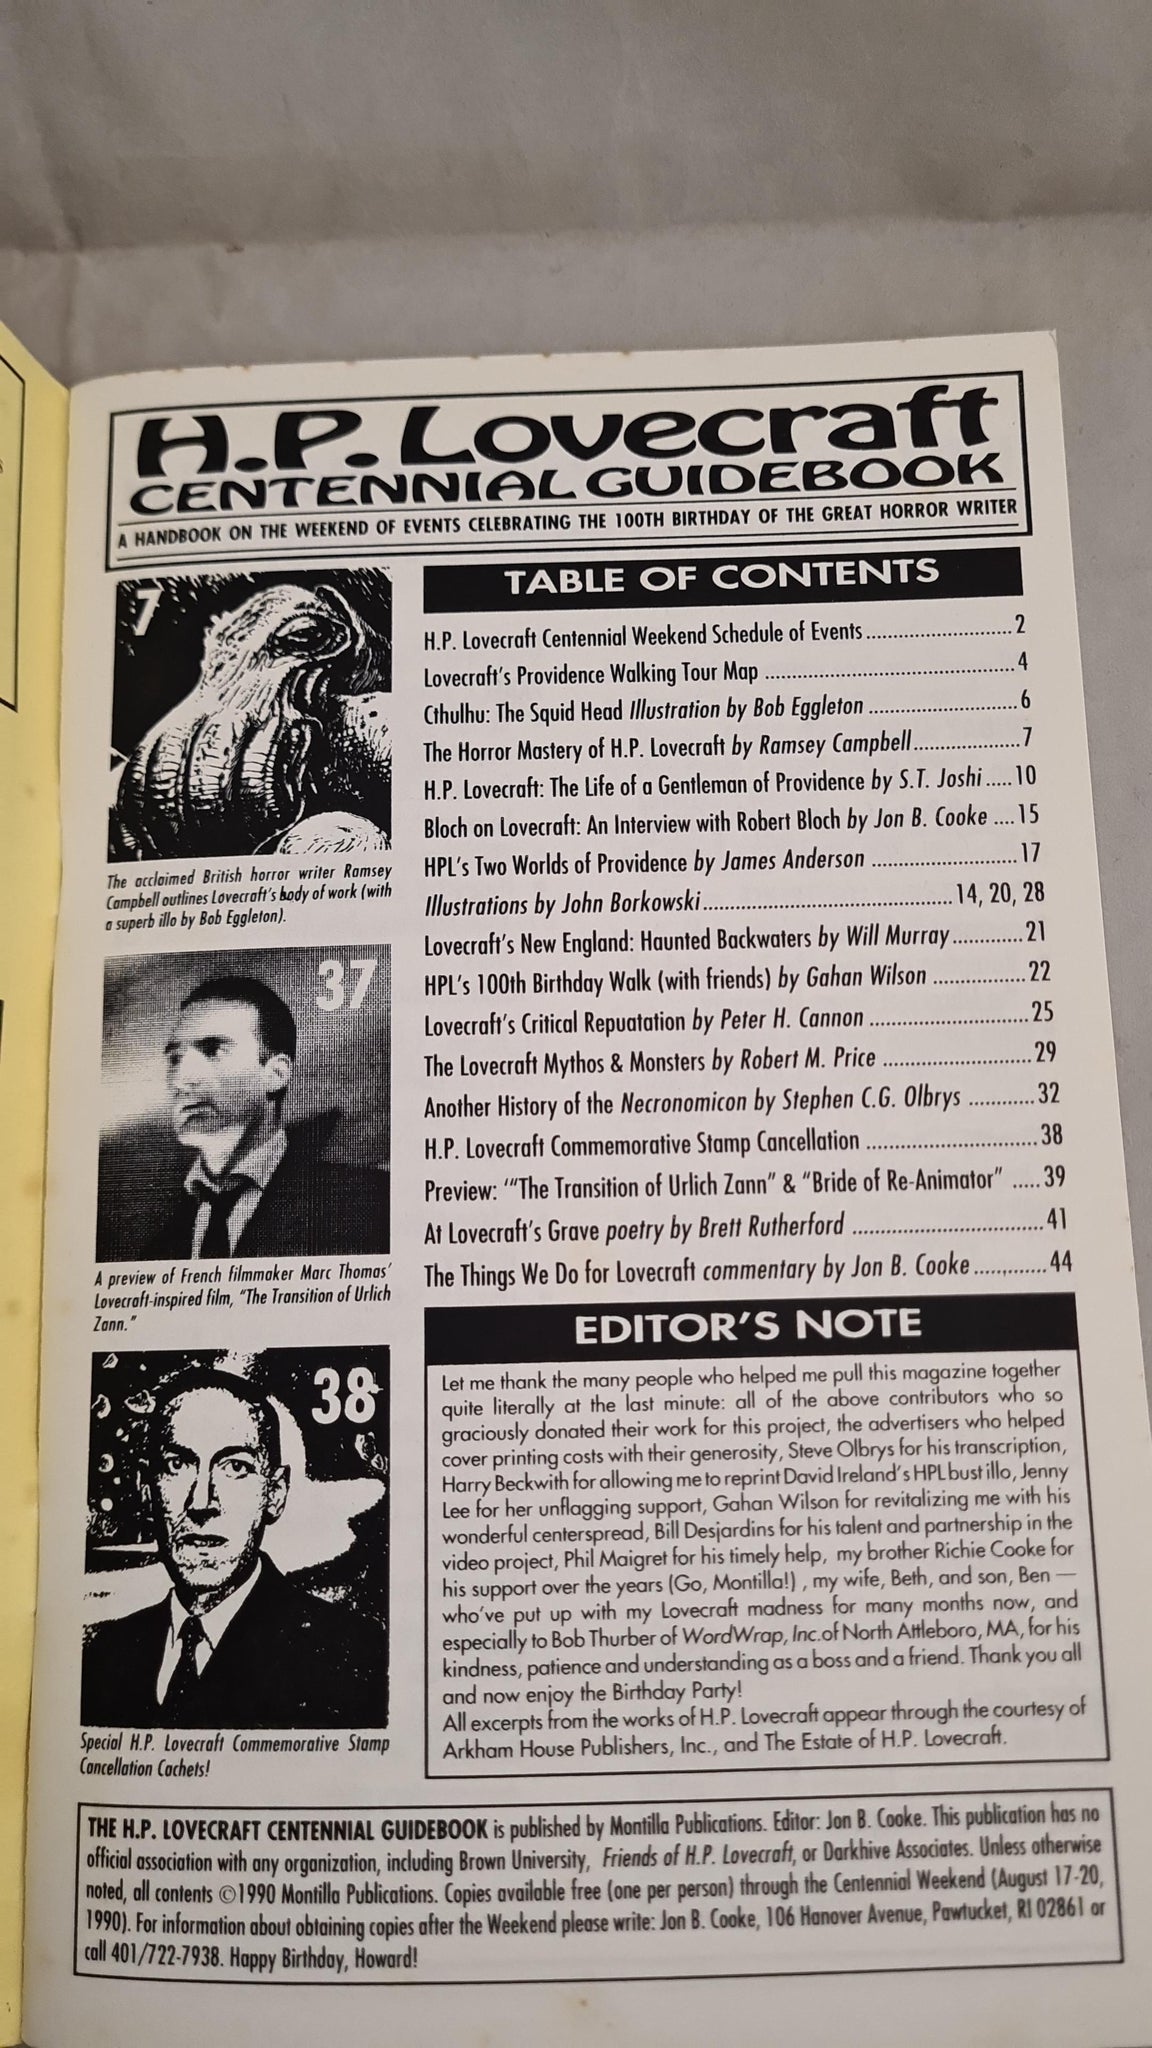 H.P. Lovecraft
CENTENNIAL GUIDEBOOK
A HANDBOOK ON THE WEEKEND OF EVENTS CELEBRATING THE 100TH BIRTHDAY OF THE GREAT HORROR WRITER
7
The acclaimed British horror writer Ramsey
Campbell outlines Lovecraft's body of work (with
a superb illo by Bob Eggleton).
37
A preview of French filmmaker Marc Thomas'
Lovecraft-inspired film, "The Transition of Urlich
Zann."
38
Special H.P. Lovecraft Commemorative Stamp
Cancellation Cachets!
TABLE OF CONTENTS
H.P. Lovecraft Centennial Weekend Schedule of Events.........................2
Lovecraft's Providence Walking Tour Map ...........................................4
Cthulhu: The Squid Head Illustration by Bob Eggleton .........................6
The Horror Mastery of H.P. Lovecraft by Ramsey Campbell...................7
H.P. Lovecraft: The Life of a Gentleman of Providence by S.T. Joshi .....10
Bloch on Lovecraft: An Interview with Robert Bloch by Jon B. Cooke ....15
HPL's Two Worlds of Providence by James Anderson .........................17
Illustrations by John Borkowski...........................................14, 20, 28
Lovecraft's New England: Haunted Backwaters by Will Murray.............21
HPL's 100th Birthday Walk (with friends) by Gahan Wilson ................22
Lovecraft's Critical Repuatation by Peter H. Cannon ............................25
The Lovecraft Mythos & Monsters by Robert M. Price .........................29
Another History of the Necronomicon by Stephen C.G. Olbrys ............32
H.P. Lovecraft Commemorative Stamp Cancellation .............................38
Preview: '"The Transition of Urlich Zann" & "Bride of Re-Animator" .....39
At Lovecraft's Grave poetry by Brett Rutherford .................................41
The Things We Do for Lovecraft commentary by Jon B. Cooke.............44
EDITOR'S NOTE
Let me thank the many people who helped me pull this magazine together
quite literally at the last minute: all of the above contributors who so
graciously donated their work for this project, the advertisers who helped
cover printing costs with their generosity, Steve Olbrys for his transcription,
Harry Beckwith for allowing me to reprint David Ireland's HPL bust illo, Jenny
Lee for her unflagging support, Gahan Wilson for revitalizing me with his
wonderful centerspread, Bill Desjardins for his talent and partnership in the
video project, Phil Maigret for his timely help, my brother Richie Cooke for
his support over the years (Go, Montilla!) , my wife, Beth, and son, Ben —
who've put up with my Lovecraft madness for many months now, and
especially to Bob Thurber of WordWrap, Inc.of North Attleboro, MA, for his
kindness, patience and understanding as a boss and a friend. Thank you all
and now enjoy the Birthday Party!
All excerpts from the works of H.P. Lovecraft appear through the courtesy of
Arkham House Publishers, Inc., and The Estate of H.P. Lovecraft.
THE H.P. LOVECRAFT CENTENNIAL GUIDEBOOK is published by Montilla Publications. Editor: Jon B. Cooke. This publication has no
official association with any organization, including Brown University, Friends of H.P. Lovecraft, or Darkhive Associates. Unless otherwise
noted, all contents ©1990 Montilla Publications. Copies available free (one per person) through the Centennial Weekend (August 17-20,
1990). For information about obtaining copies after the Weekend please write: Jon B. Cooke, 106 Hanover Avenue, Pawtucket, RI 02861 or
call 401/722-7938. Happy Birthday, Howard!